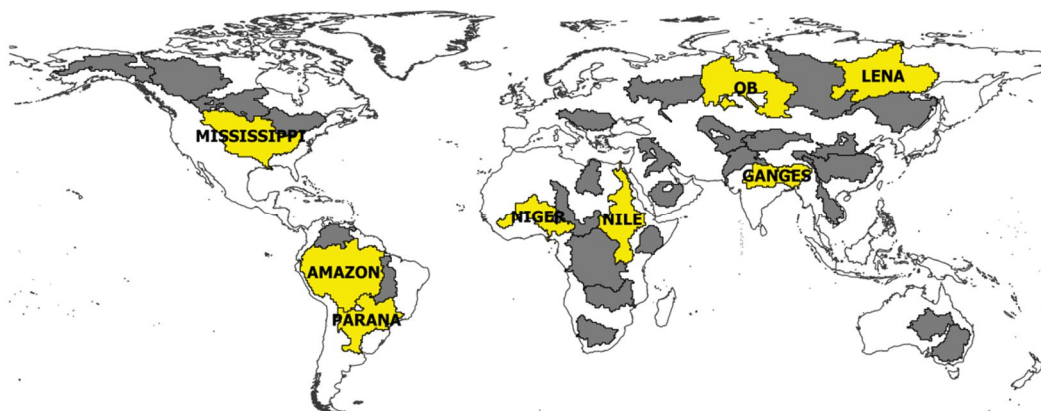 LENA
OB
MISSISSIPPI
GANGES
NIGER
NILE
AMAZON
PARANA